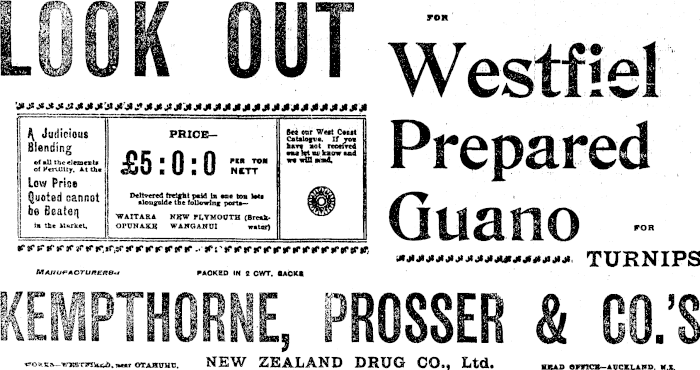 LOOK OUT
FOR
Westfiel
Prepared
Guano
FOR
TURNIPS
A Judicious
Blending
of all the elements
of Fertility. At the
Low Price
Quoted cannot
be Beaten
in the Market.
PRICE—
£5:0:0 PER TON
NETT
Delivered freight paid in one ton lots
alongside the following ports—
WAITARA NEW PLYMOUTH (Break-
OPUNAKE WANGANUI water)
See our West Coast
Catalogue. If you
have not received
one let us know and
we will send.
MANUFACTURERS
PACKED IN 2 CWT. SACKS
KEMPTHORNE, PROSSER & CO.'S
WORKS—WESTFIELD, near OTAHUHU.
NEW ZEALAND DRUG CO., Ltd.
HEAD OFFICE—AUCKLAND, N.Z.